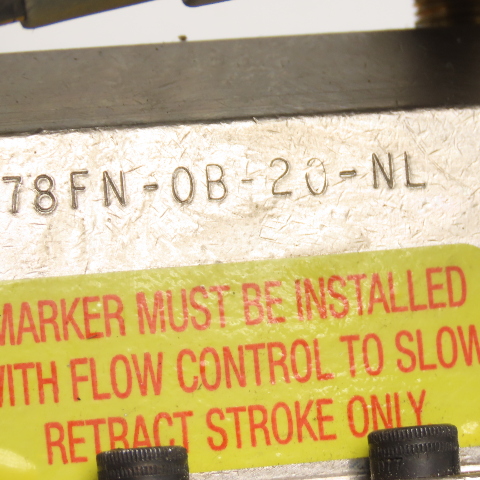 78FN-0B-20-NL
MARKER MUST BE INSTALLED
WITH FLOW CONTROL TO SLOW
RETRACT STROKE ONLY